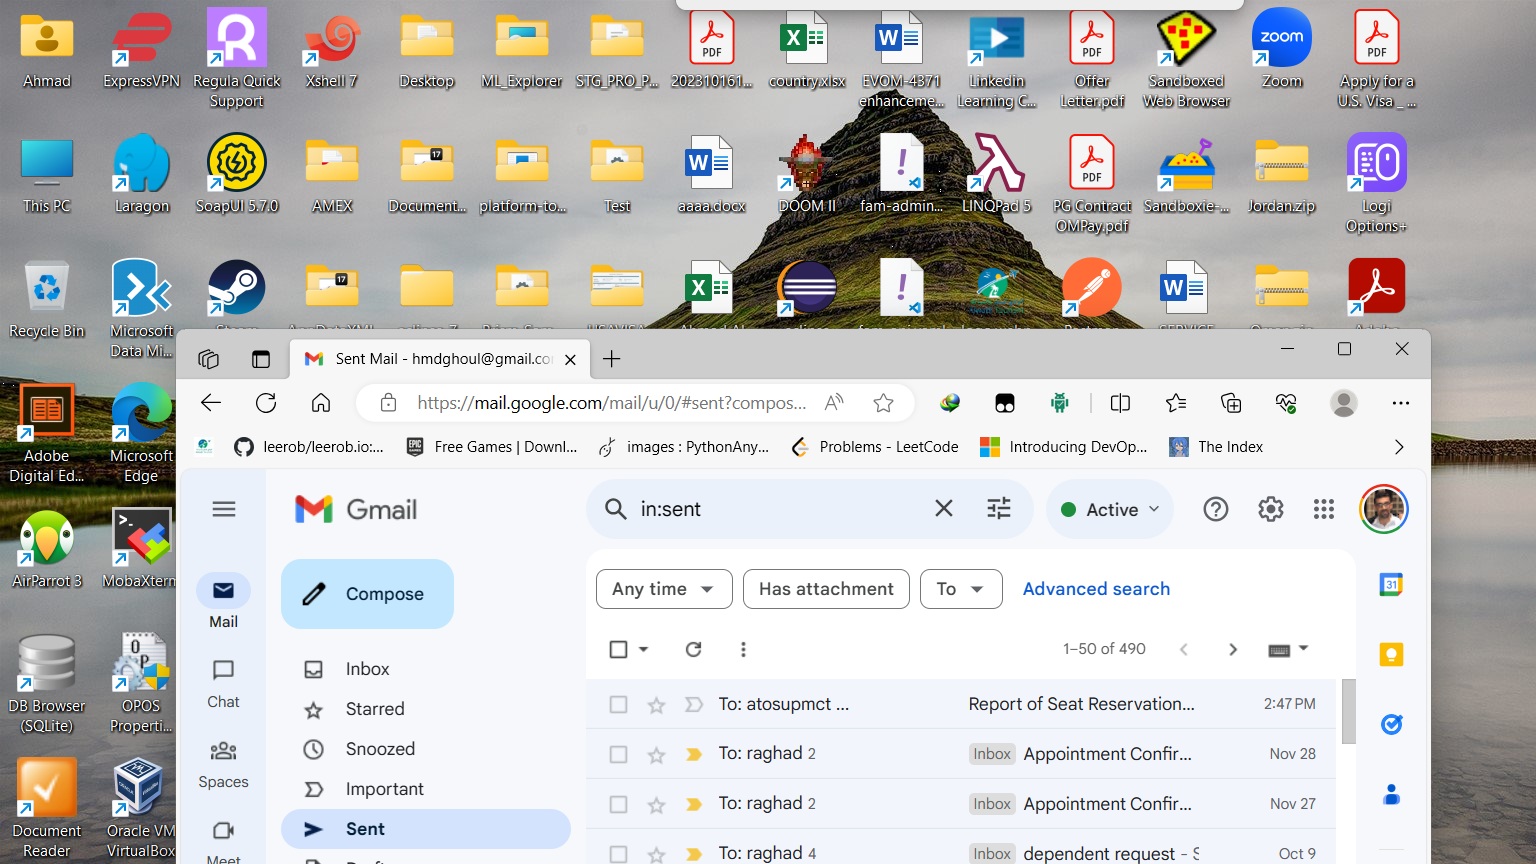 Ahmad
ExpressVPN
Regula Quick
Support
Xshell 7
Desktop
ML_Explorer
STG_PRO_P...
202310161...
country.xlsx
EVOM-4371
enhanceme...
Linkedin
Learning C...
Offer
Letter.pdf
Sandboxed
Web Browser
zoom
Zoom
Apply for a
U.S. Visa _ ...
This PC
Laragon
SoapUI 5.7.0
AMEX
Document...
platform-to...
Test
aaaa.docx
DOOM II
fam-admin...
LINQPad 5
PG Contract
OMPay.pdf
Sandboxie-...
Jordan.zip
Logi
Options+
Recycle Bin
Microsoft
Data Mi...
Sent Mail - hmdghoul@gmail.co
https://mail.google.com/mail/u/0/#sent?compos...
leerob/leerob.io:...
Free Games | Downl...
images : PythonAny...
Problems - LeetCode
Introducing DevOp...
The Index
Adobe
Digital Ed...
Microsoft
Edge
Gmail
in:sent
Active
AirParrot 3
MobaXterm
Compose
Any time
Has attachment
To
Advanced search
31
Mail
1–50 of 490
Inbox
Chat
Starred
To: atosupmct ...
Report of Seat Reservation...
2:47 PM
DB Browser
(SQLite)
OPOS
Properti...
Snoozed
To: raghad 2
Inbox
Appointment Confir...
Nov 28
Spaces
Important
To: raghad 2
Inbox
Appointment Confir...
Nov 27
Sent
Document
Reader
Oracle VM
VirtualBox
Meet
To: raghad 4
Inbox
dependent request - S
Oct 9